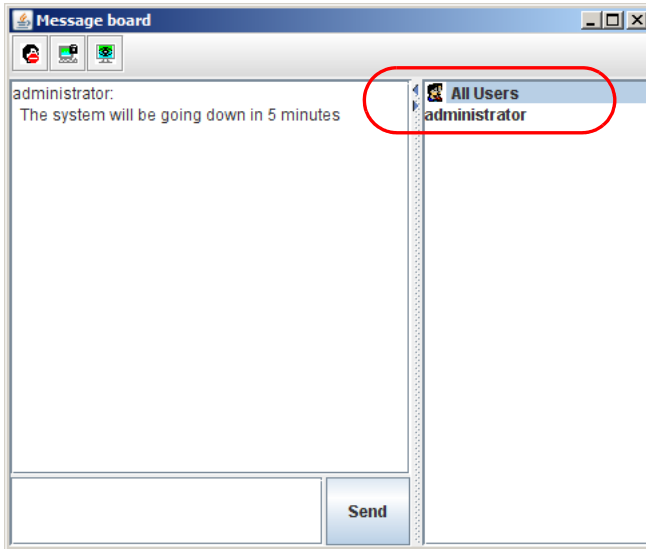 Message board
administrator:
The system will be going down in 5 minutes
All Users
administrator
Send